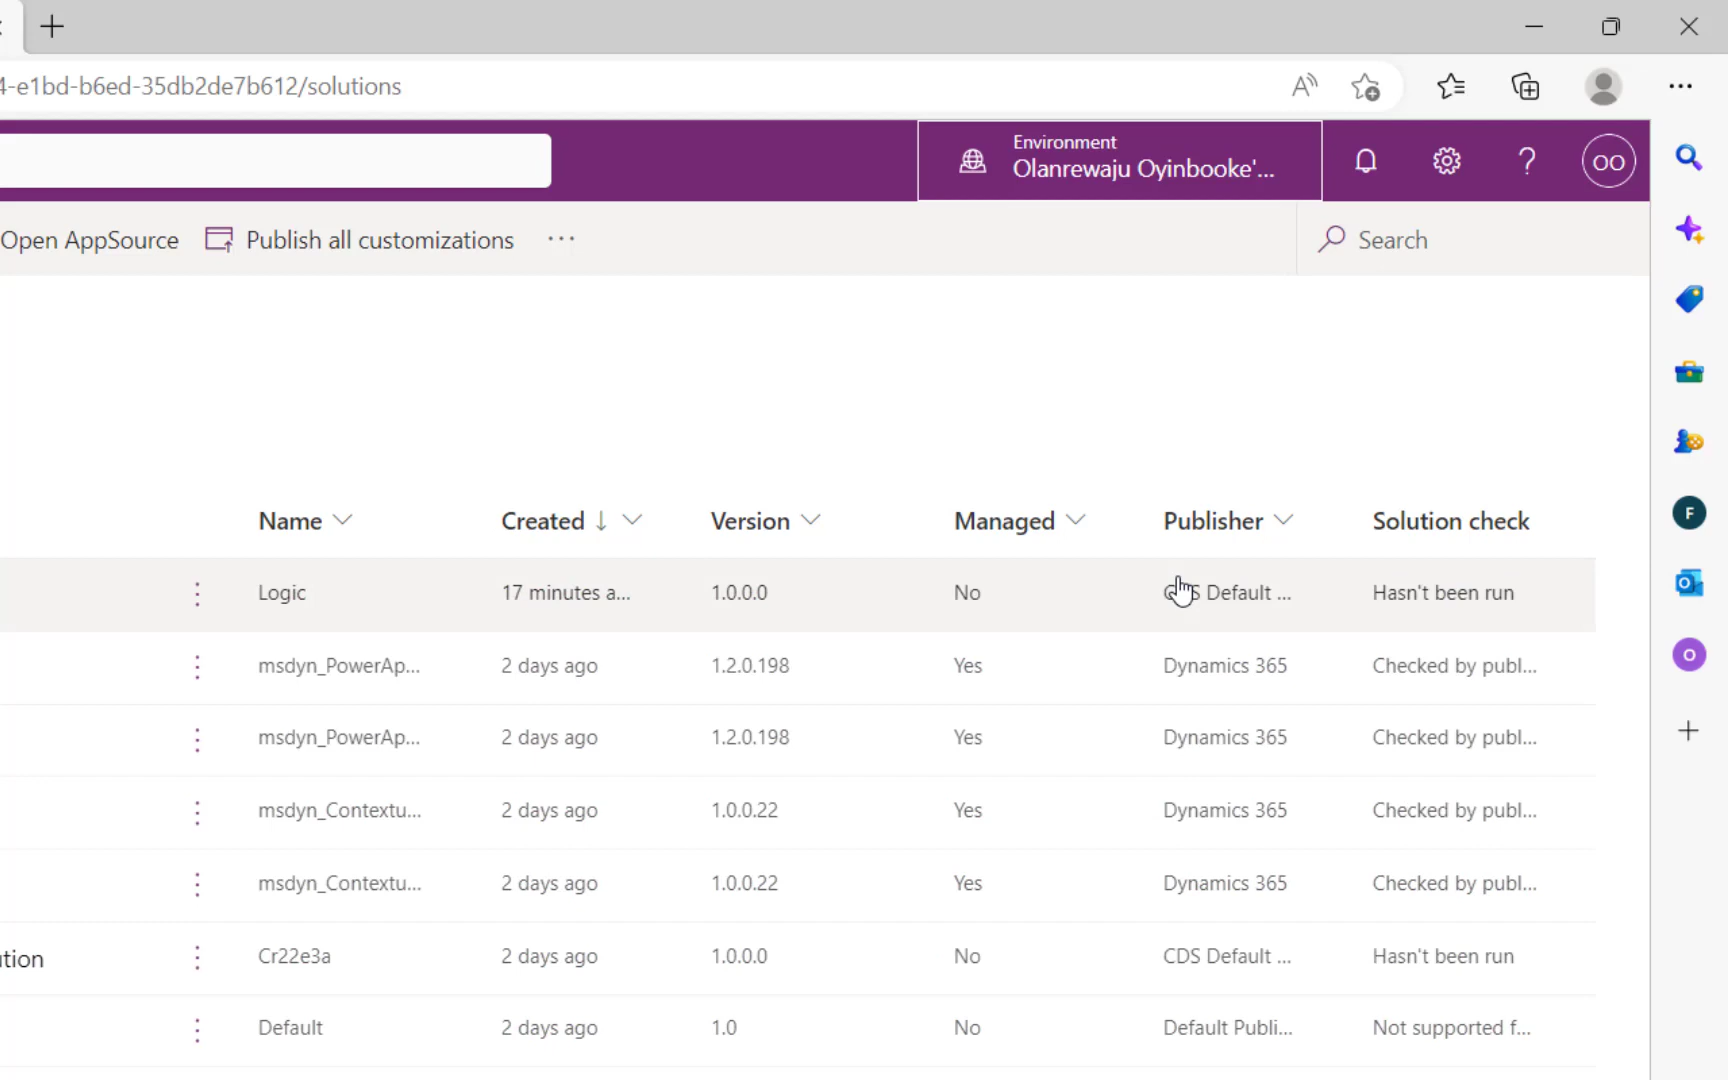 4-e1bd-b6ed-35db2de7b612/solutions
Environment
Olanrewaju Oyinbooke'...
OO
Open AppSource Publish all customizations ... Search
Name Created Version Managed Publisher Solution check
Logic 17 minutes a... 1.0.0.0 No Default ... Hasn't been run
msdyn_PowerAp... 2 days ago 1.2.0.198 Yes Dynamics 365 Checked by publ...
msdyn_PowerAp... 2 days ago 1.2.0.198 Yes Dynamics 365 Checked by publ...
msdyn_Contextu... 2 days ago 1.0.0.22 Yes Dynamics 365 Checked by publ...
msdyn_Contextu... 2 days ago 1.0.0.22 Yes Dynamics 365 Checked by publ...
ution Cr22e3a 2 days ago 1.0.0.0 No CDS Default ... Hasn't been run
Default 2 days ago 1.0 No Default Publi... Not supported f...
F
O